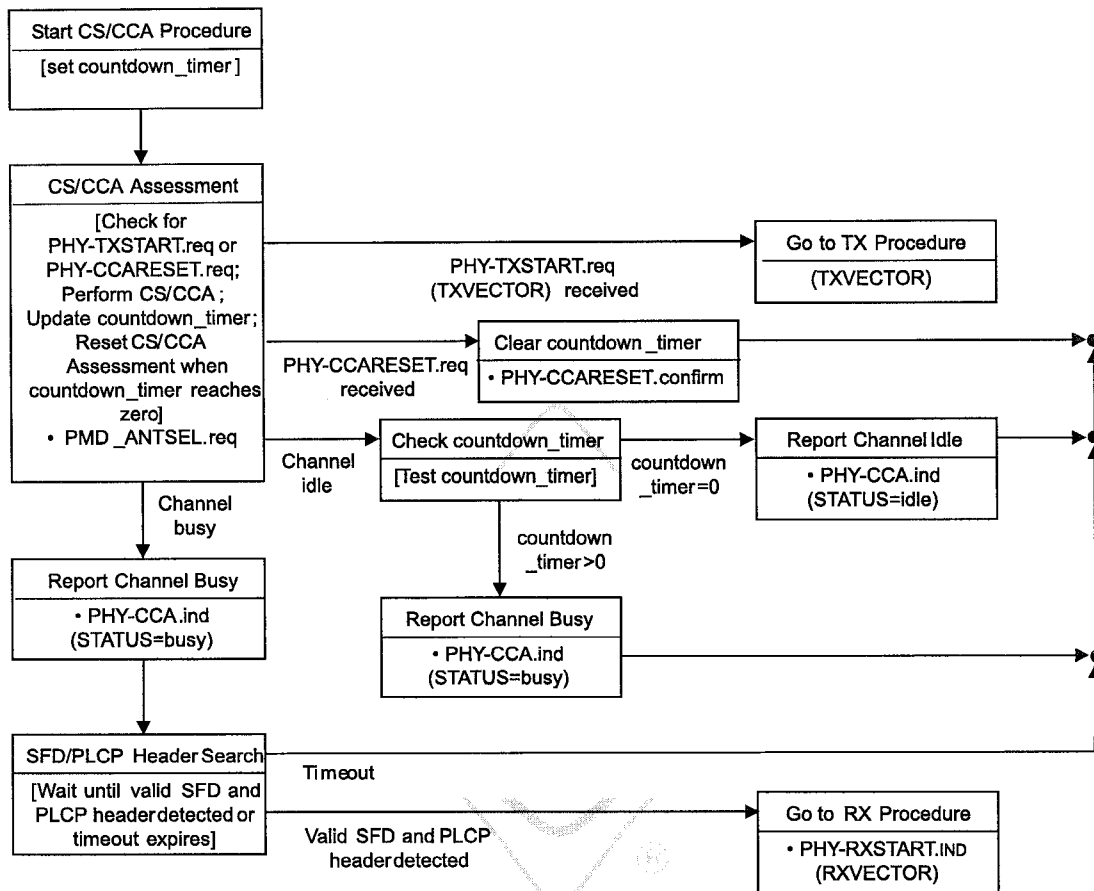 Start CS/CCA Procedure
[set countdown_timer]
CS/CCA Assessment
[Check for
PHY-TXSTART.req or
PHY-CCARESET.req;
Perform CS/CCA ;
Update countdown_timer;
Reset CS/CCA
Assessment when
countdown_timer reaches
zero]
• PMD _ANTSEL.req
PHY-TXSTART.req
(TXVECTOR) received
Go to TX Procedure
(TXVECTOR)
PHY-CCARESET.req
received
Clear countdown _timer
• PHY-CCARESET.confirm
Channel
idle
Check countdown_timer
[Test countdown_timer]
countdown
_timer=0
Report Channel Idle
• PHY-CCA.ind
(STATUS=idle)
Channel
busy
countdown
_timer>0
Report Channel Busy
• PHY-CCA.ind
(STATUS=busy)
Report Channel Busy
• PHY-CCA.ind
(STATUS=busy)
SFD/PLCP Header Search
[Wait until valid SFD and
PLCP header detected or
timeout expires]
Timeout
Valid SFD and PLCP
header detected
Go to RX Procedure
• PHY-RXSTART.IND
(RXVECTOR)